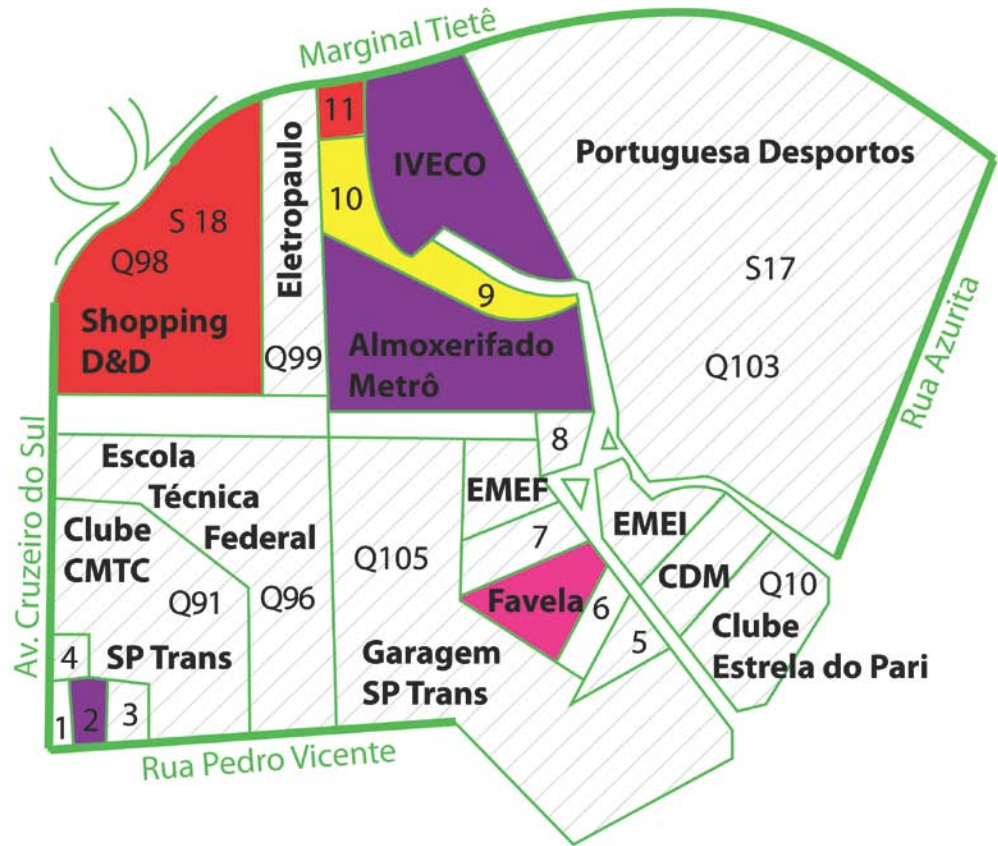 Marginal Tietê
11
Eletropaulo
IVECO
Portuguesa Desportos
10
S 18
Q98
S17
9
Shopping
D&D
Q99
Almoxerifado
Metrô
Q103
Rua Azurita
Av. Cruzeiro do Sul
8
Escola
Técnica
Federal
EMEF
Clube
CMTC
7
EMEI
Q105
CDM
Q10
Q91
Q96
Favela
6
5
Clube
Estrela do Pari
4
SP Trans
Garagem
SP Trans
1
2
3
Rua Pedro Vicente